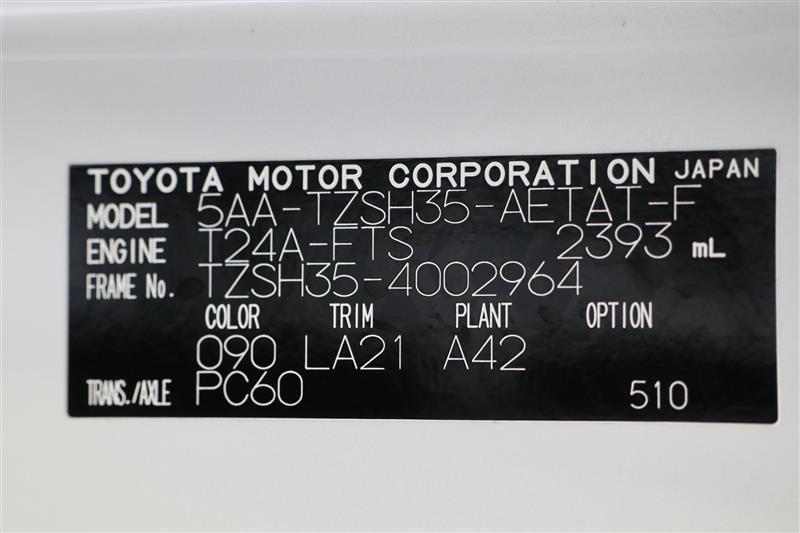 TOYOTA MOTOR CORPORATION JAPAN
MODEL 5AA-TZSH35-AETAT-F
ENGINE T24A-FTS 2393 mL
FRAME No. TZSH35-4002964
COLOR TRIM PLANT OPTION
090 LA21 A42
TRANS./AXLE PC60 510